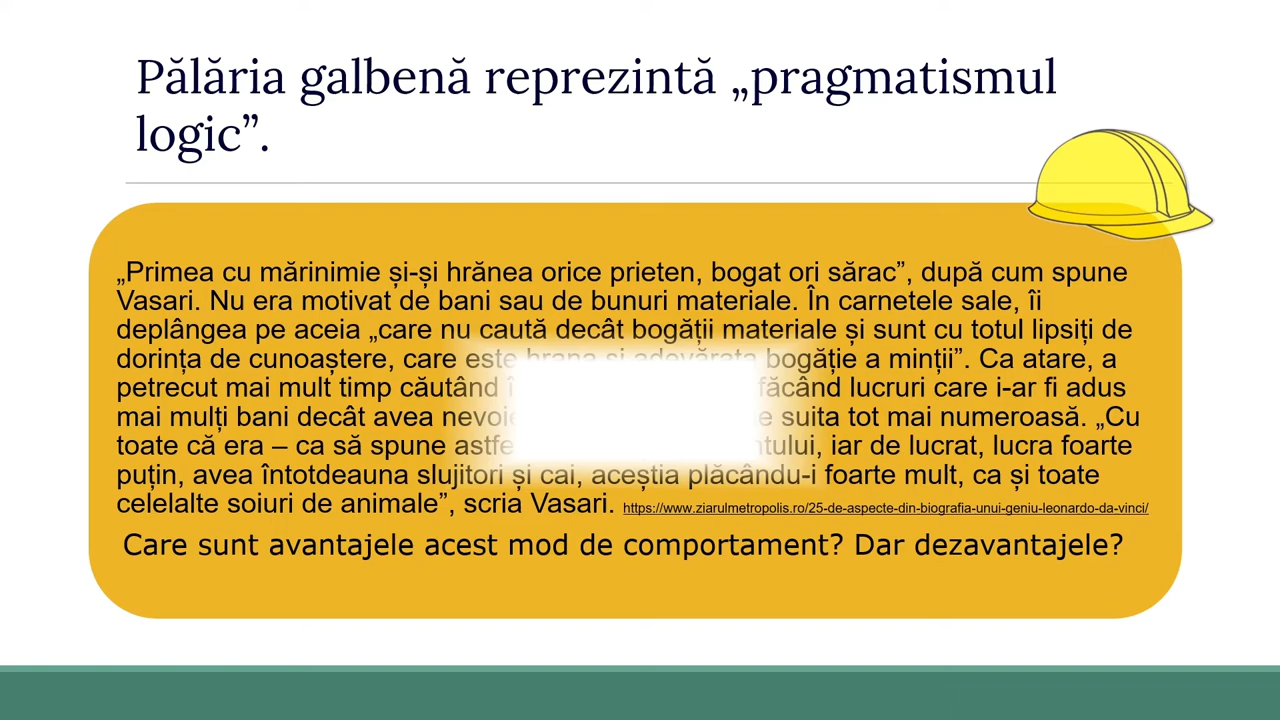 Pălăria galbenă reprezintă „pragmatismul
logic”.
„Primea cu mărinimie și-și hrănea orice prieten, bogat ori sărac”, după cum spune
Vasari. Nu era motivat de bani sau de bunuri materiale. În carnetele sale, îi
deplângea pe aceia „care nu caută decât bogății materiale și sunt cu totul lipsiți de
dorința de cunoaștere, care este hrana și adevărata bogăție a minții”. Ca atare, a
petrecut mai mult timp căutând făcând lucruri care i-ar fi adus
mai mulți bani decât avea suita tot mai numeroasă. „Cu
toate că era – ca să spune iar de lucrat, lucra foarte
puțin, avea întotdeauna slujitori și cai, aceștia plăcându-i foarte mult, ca și toate
celelalte soiuri de animale”, scria Vasari. https://www.ziarulmetropolis.ro/25-de-aspecte-din-biografia-unui-geniu-leonardo-da-vinci/
Care sunt avantajele acest mod de comportament? Dar dezavantajele?